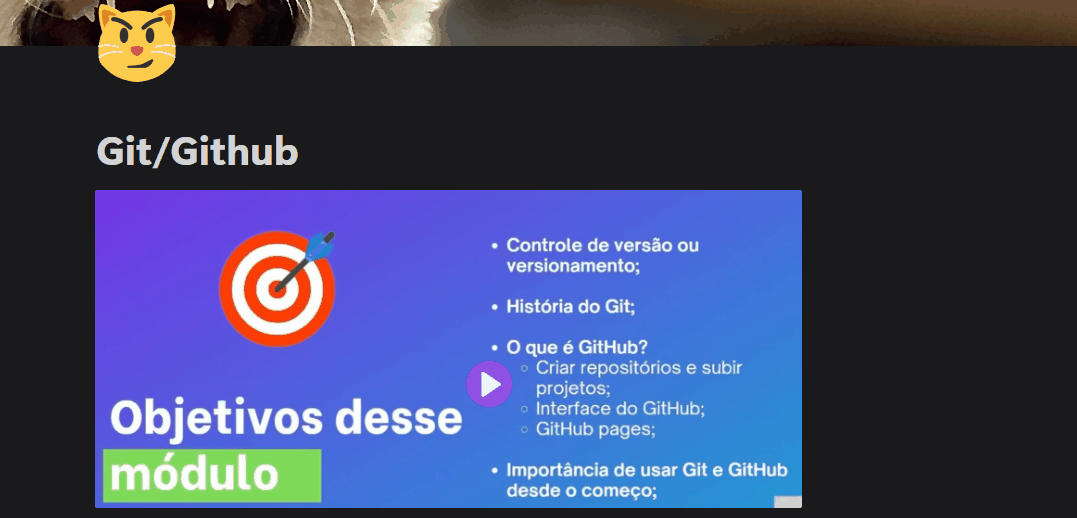 Git/Github
Objetivos desse
módulo
• Controle de versão ou
versionamento;
• História do Git;
• O que é GitHub?
○ Criar repositórios e subir
projetos;
○ Interface do GitHub;
○ GitHub pages;
• Importância de usar Git e GitHub
desde o começo;